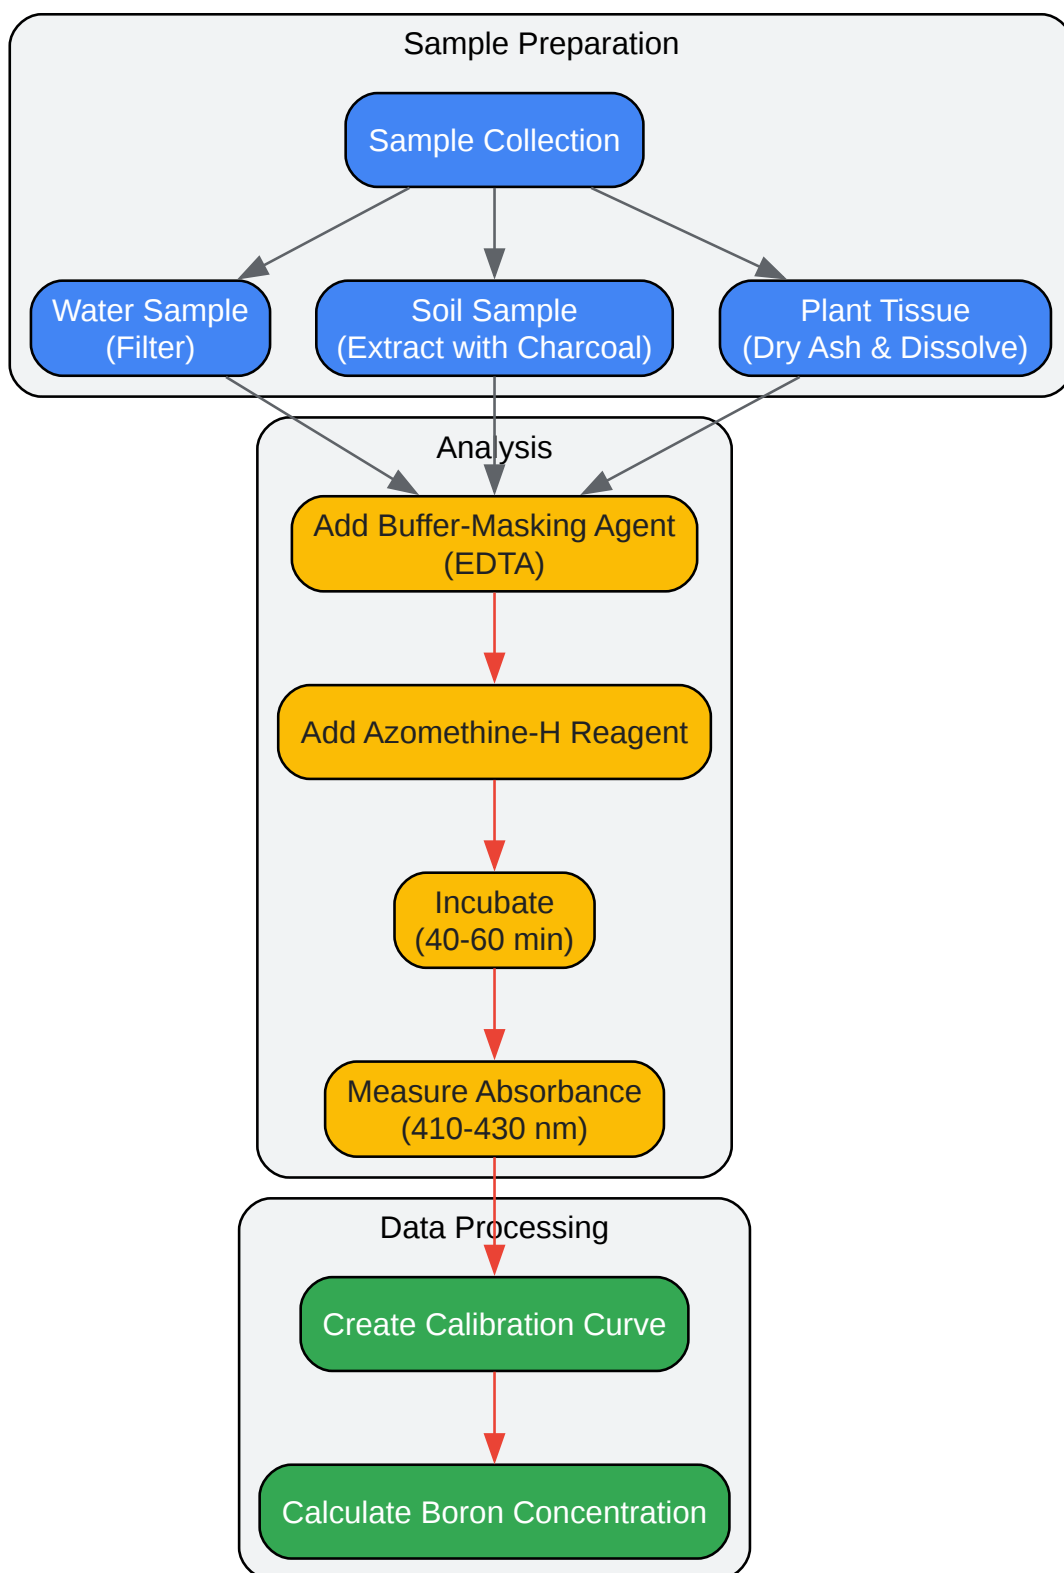 Sample Preparation
Sample Collection
Water Sample
(Filter)
Soil Sample
(Extract with Charcoal)
Plant Tissue
(Dry Ash & Dissolve)
Analysis
Add Buffer-Masking Agent
(EDTA)
Add Azomethine-H Reagent
Incubate
(40-60 min)
Measure Absorbance
(410-430 nm)
Data Processing
Create Calibration Curve
Calculate Boron Concentration